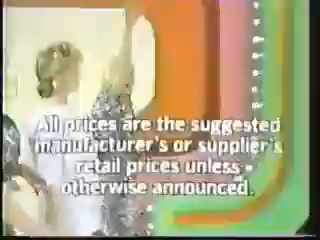 All prices are the suggested
manufacturer's or supplier's
retail prices unless
otherwise announced.